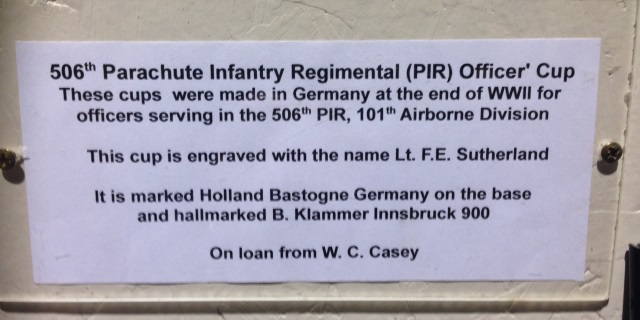 506th Parachute Infantry Regimental (PIR) Officer' Cup
These cups were made in Germany at the end of WWII for
officers serving in the 506th PIR, 101th Airborne Division
This cup is engraved with the name Lt. F.E. Sutherland
It is marked Holland Bastogne Germany on the base
and hallmarked B. Klammer Innsbruck 900
On loan from W. C. Casey